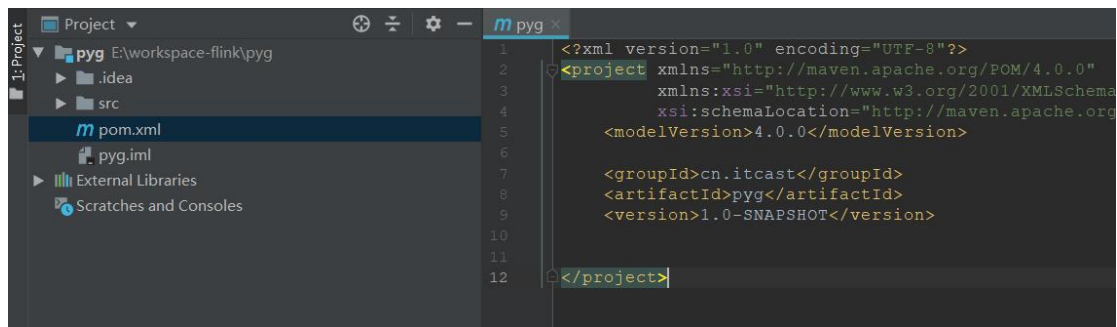 1: Project
Project
pyg E:\workspace-flink\pyg
.idea
src
pom.xml
pyg.iml
External Libraries
Scratches and Consoles
m pyg
1 <?xml version="1.0" encoding="UTF-8"?>
2 <project xmlns="http://maven.apache.org/POM/4.0.0"
3 xmlns:xsi="http://www.w3.org/2001/XMLSchema
4 xsi:schemaLocation="http://maven.apache.org
5 <modelVersion>4.0.0</modelVersion>
6
7 <groupId>cn.itcast</groupId>
8 <artifactId>pyg</artifactId>
9 <version>1.0-SNAPSHOT</version>
10
11
12 </project>